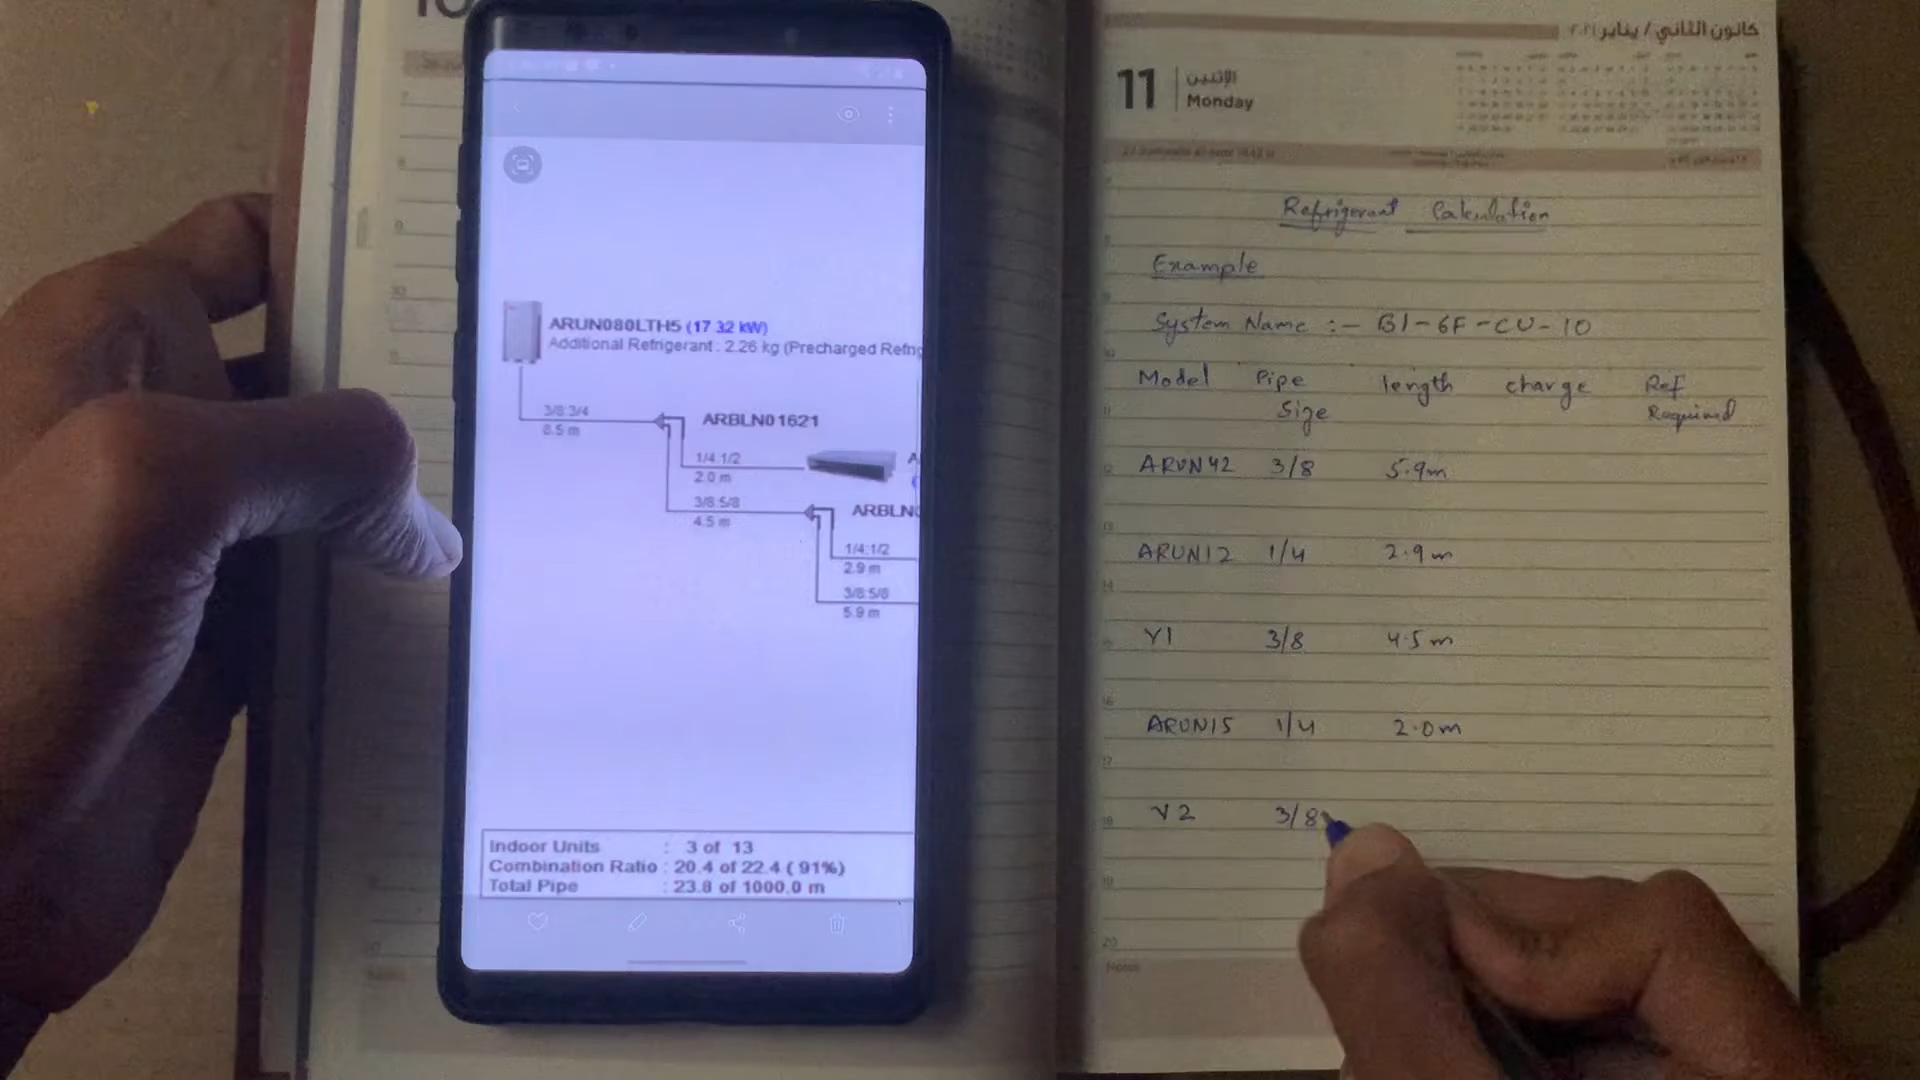 ARUN080LTH5 (17 32 kW)
Additional Refrigerant : 2.26 kg (Precharged Refrig
3/8:3/4
8.5 m
ARBLN01621
1/4:1/2
2.0 m
3/8:5/8
4.5 m
ARBLN0
1/4:1/2
2.9 m
3/8:5/8
5.9 m
Indoor Units : 3 of 13
Combination Ratio : 20.4 of 22.4 ( 91%)
Total Pipe : 23.8 of 1000.0 m
كانون الثاني / يناير ٢٠٢١
11
الإثنين
Monday
Refrigerant Calculation
Example
System Name :- B1-6F-CU-10
Model Pipe Size length charge Ref Required
ARUN42 3/8 5.9m
ARUN12 1/4 2.9m
Y1 3/8 4.5m
ARUN15 1/4 2.0m
Y2 3/8
Notes